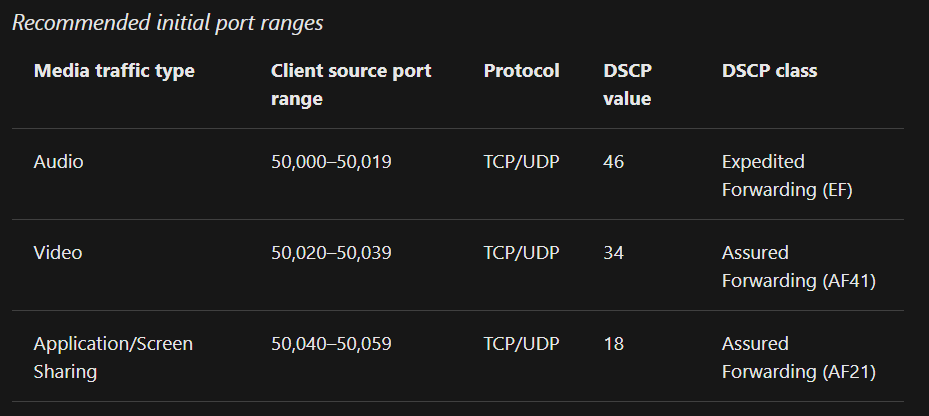 Recommended initial port ranges
Media traffic type Client source port range Protocol DSCP value DSCP class
Audio 50,000–50,019 TCP/UDP 46 Expedited Forwarding (EF)
Video 50,020–50,039 TCP/UDP 34 Assured Forwarding (AF41)
Application/Screen Sharing 50,040–50,059 TCP/UDP 18 Assured Forwarding (AF21)